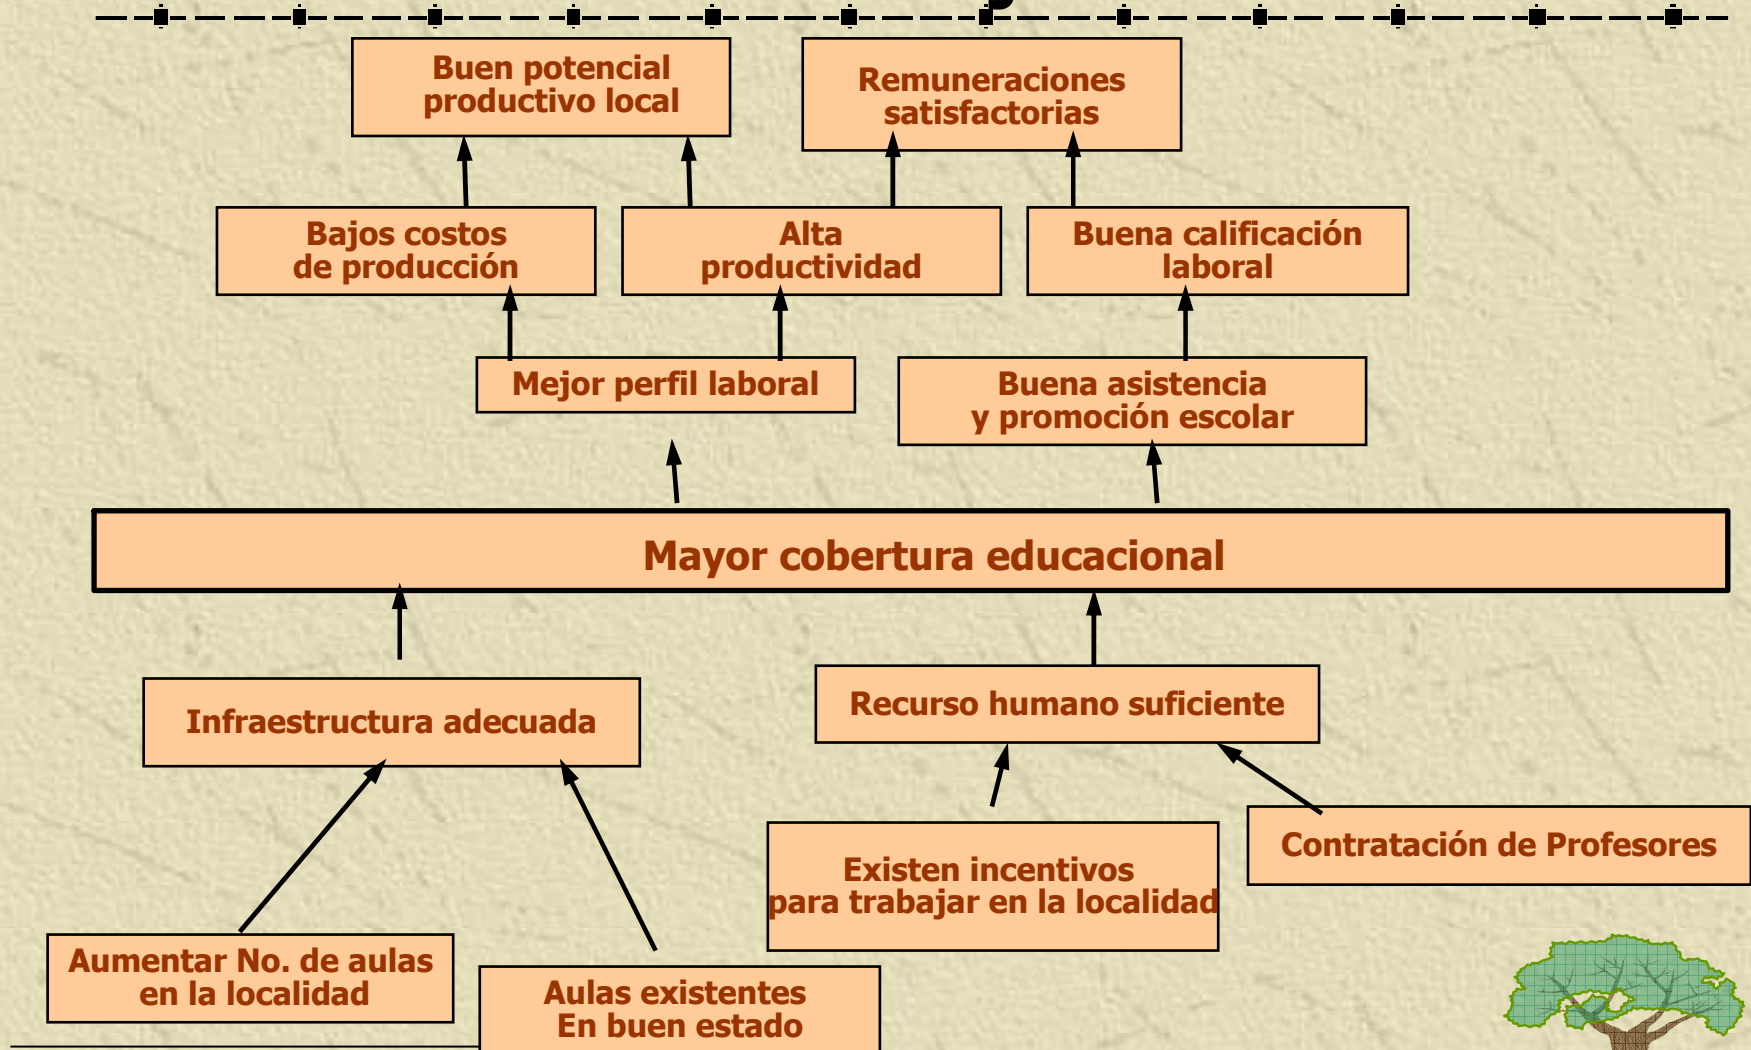 Buen potencial
productivo local
Remuneraciones
satisfactorias
Bajos costos
de producción
Alta
productividad
Buena calificación
laboral
Mejor perfil laboral
Buena asistencia
y promoción escolar
Mayor cobertura educacional
Infraestructura adecuada
Recurso humano suficiente
Existen incentivos
para trabajar en la localidad
Contratación de Profesores
Aumentar No. de aulas
en la localidad
Aulas existentes
En buen estado